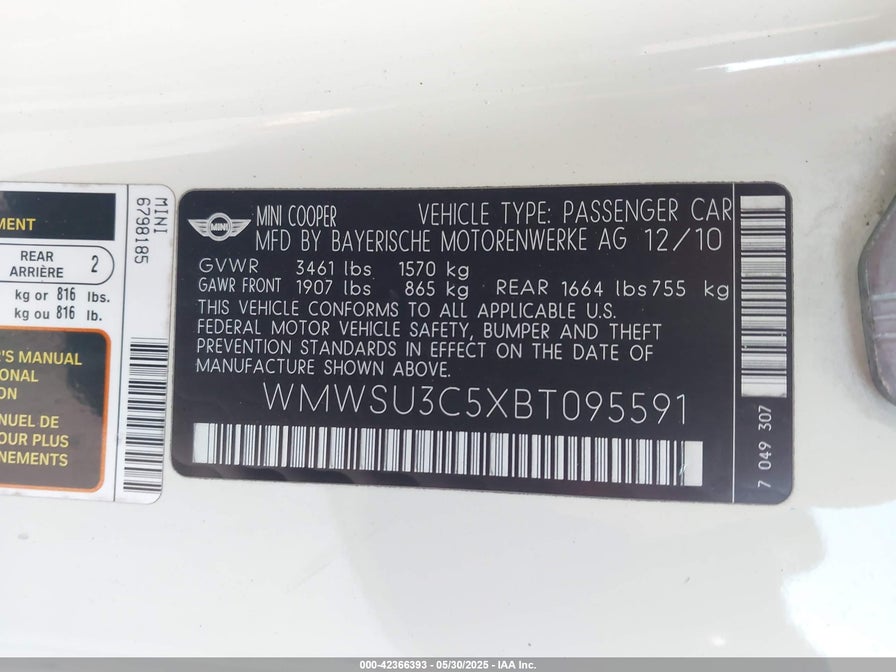 MENT
REAR
ARRIÈRE
2
kg or 816 lbs.
kg ou 816 lb.
R'S MANUAL
ONAL
ON
NUEL DE
OUR PLUS
NEMENTS
MINI
6798185
MINI
MINI COOPER VEHICLE TYPE: PASSENGER CAR
MFD BY BAYERISCHE MOTORENWERKE AG 12/10
GVWR 3461 lbs 1570 kg
GAWR FRONT 1907 lbs 865 kg REAR 1664 lbs 755 kg
THIS VEHICLE CONFORMS TO ALL APPLICABLE U.S.
FEDERAL MOTOR VEHICLE SAFETY, BUMPER AND THEFT
PREVENTION STANDARDS IN EFFECT ON THE DATE OF
MANUFACTURE SHOWN ABOVE.
WMWSU3C5XBT095591
7 049 307
000-42366393 - 05/30/2025 - IAA Inc.